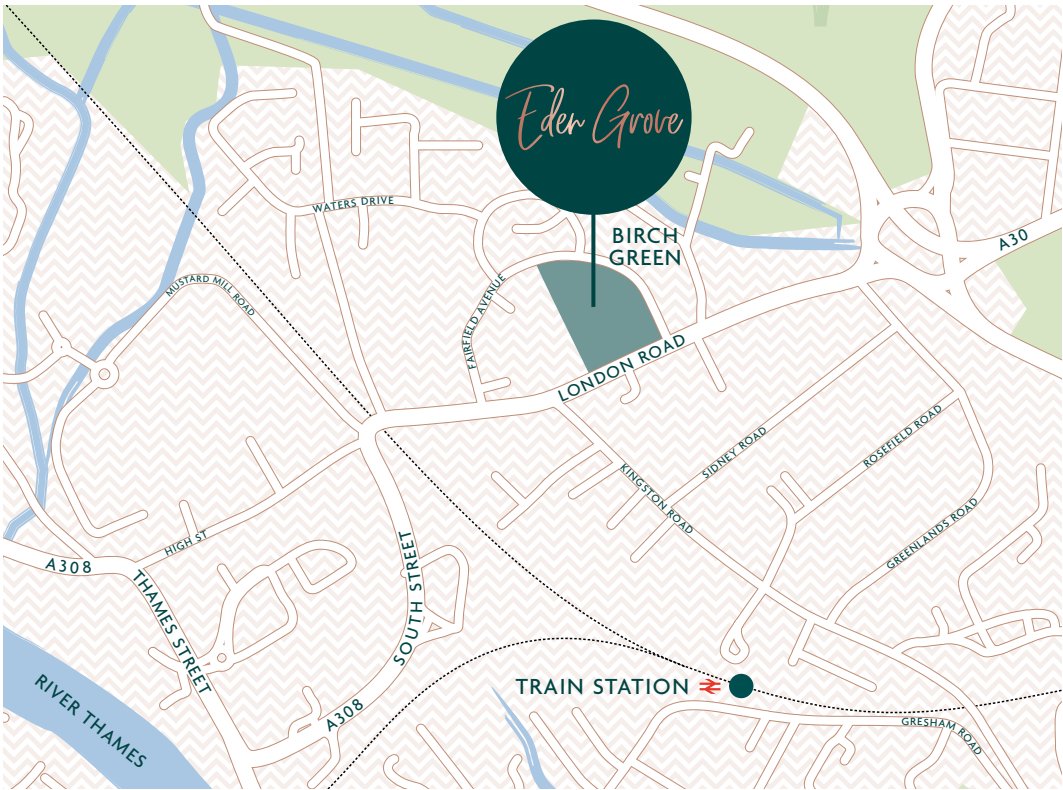 Eden Grove
BIRCH
GREEN
WATERS DRIVE
A30
MUSTARD MILL ROAD
FAIRFIELD AVENUE
LONDON ROAD
SIDNEY ROAD
ROSEFIELD ROAD
KINGSTON ROAD
GREENLANDS ROAD
HIGH ST
A308
THAMES STREET
SOUTH STREET
RIVER THAMES
A308
TRAIN STATION
GRESHAM ROAD